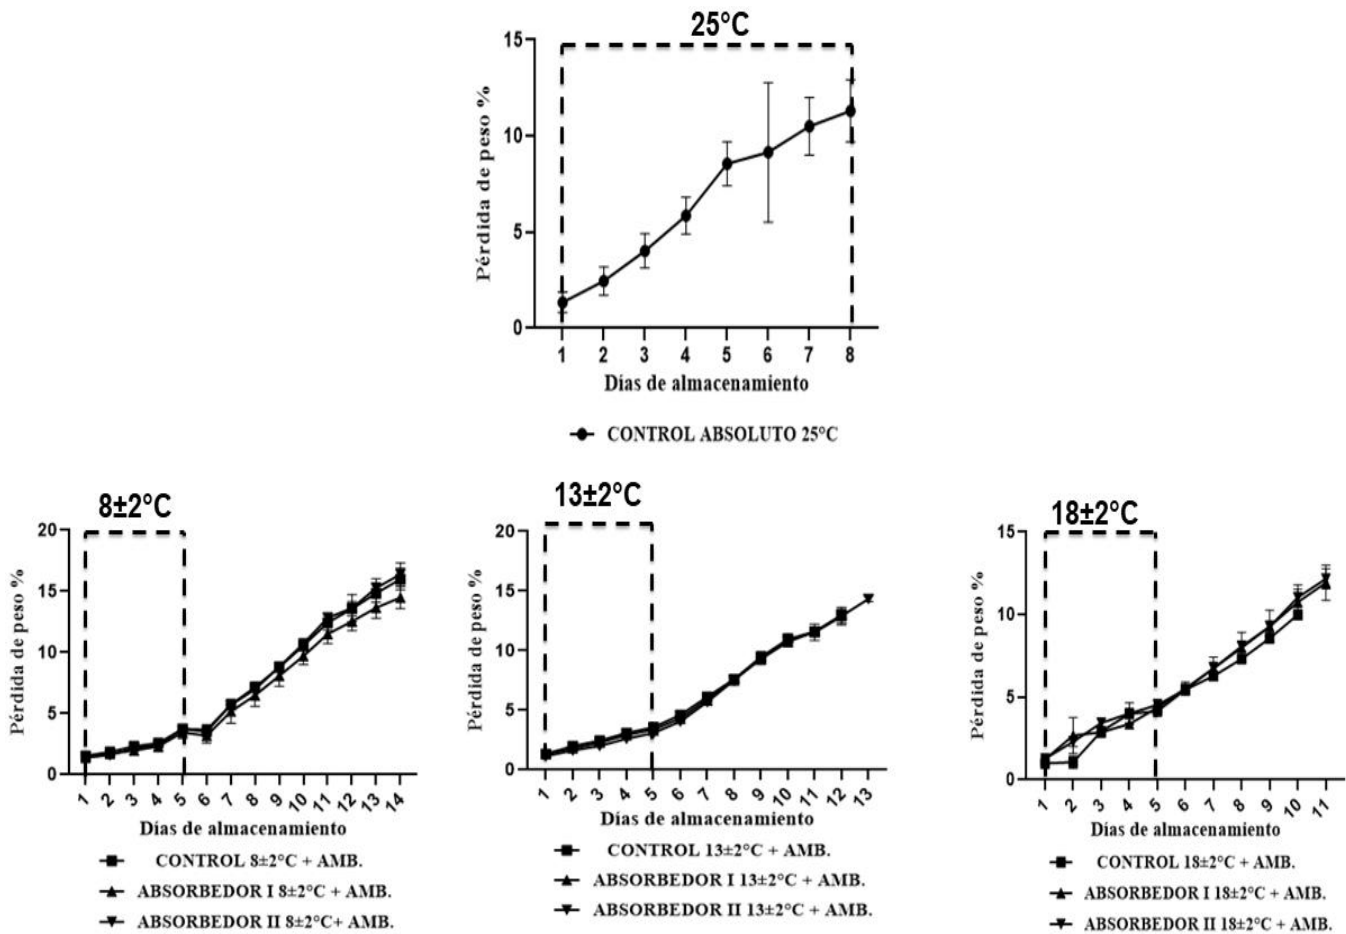 25°C
15
10
5
0
Pérdida de peso %
1 2 3 4 5 6 7 8
Días de almacenamiento
CONTROL ABSOLUTO 25°C
8±2°C
20
15
10
5
0
Pérdida de peso %
1 2 3 4 5 6 7 8 9 10 11 12 13 14
Días de almacenamiento
CONTROL 8±2°C + AMB.
ABSORBEDOR I 8±2°C + AMB.
ABSORBEDOR II 8±2°C+ AMB.
13±2°C
20
15
10
5
0
Pérdida de peso %
1 2 3 4 5 6 7 8 9 10 11 12 13
Días de almacenamiento
CONTROL 13±2°C + AMB.
ABSORBEDOR I 13±2°C + AMB.
ABSORBEDOR II 13±2°C + AMB.
18±2°C
15
10
5
0
Pérdida de peso %
1 2 3 4 5 6 7 8 9 10 11
Días de almacenamiento
CONTROL 18±2°C + AMB.
ABSORBEDOR I 18±2°C + AMB.
ABSORBEDOR II 18±2°C + AMB.